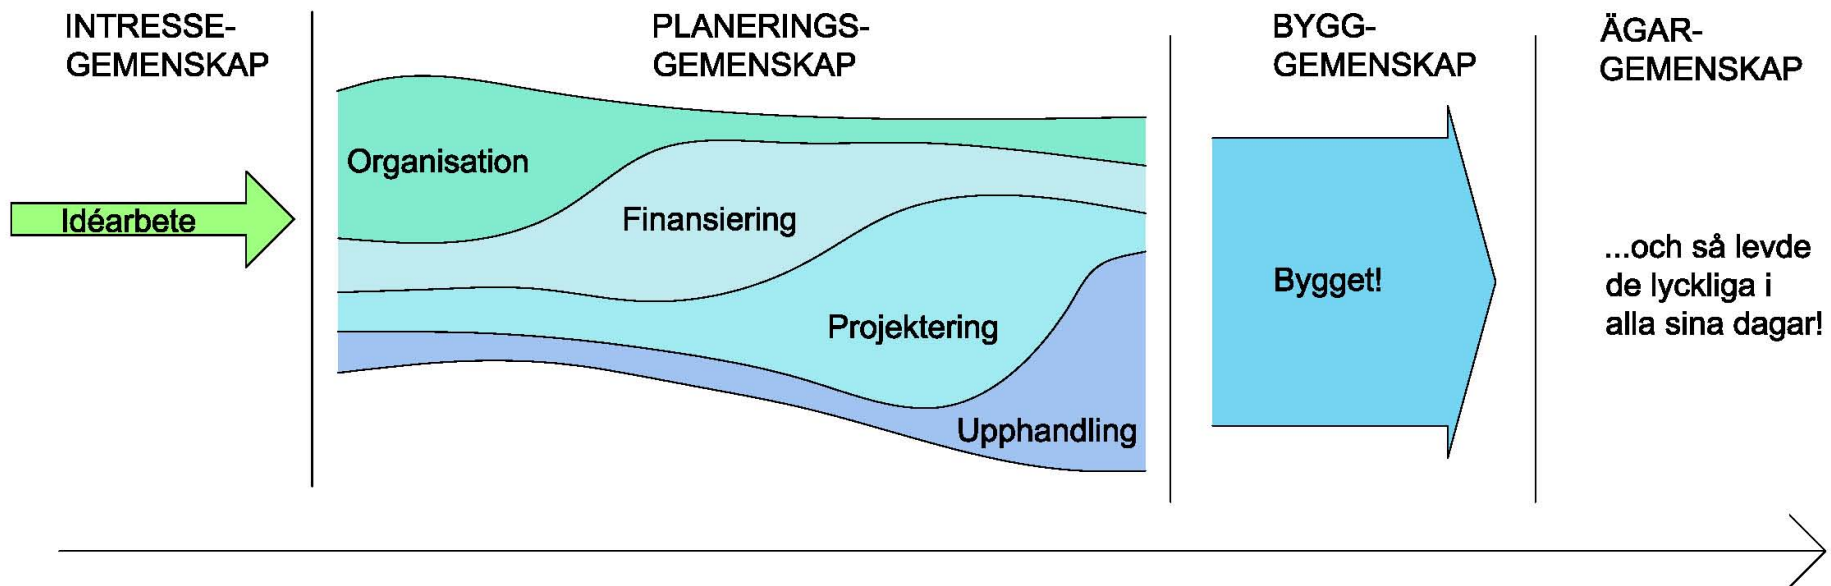 INTRESSE-
GEMENSKAP
PLANERINGS-
GEMENSKAP
BYGG-
GEMENSKAP
ÄGAR-
GEMENSKAP
Idéarbete
Organisation
Finansiering
Projektering
Upphandling
Bygget!
...och så levde
de lyckliga i
alla sina dagar!